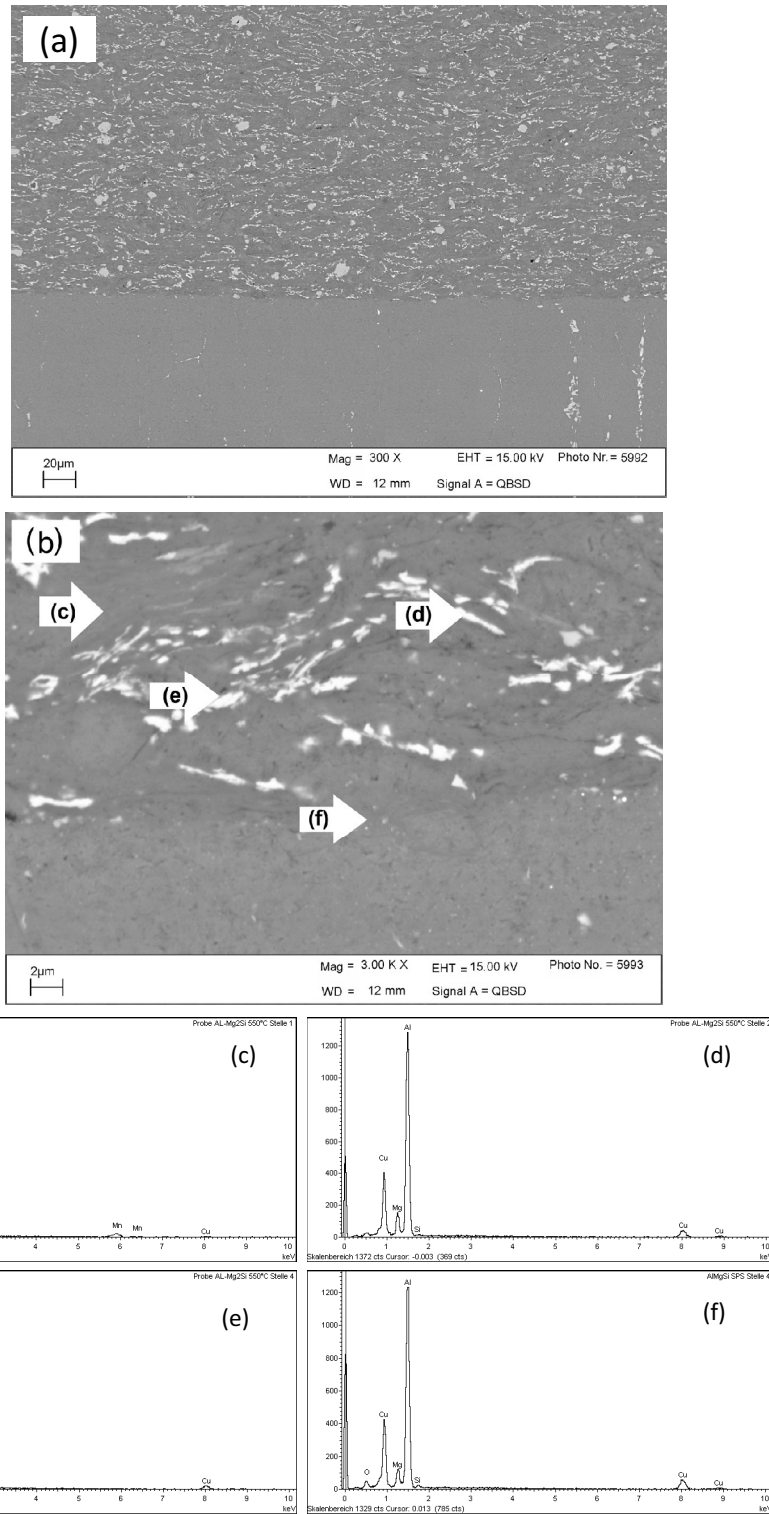 (a)
20µm
Mag = 300 X EHT = 15.00 kV Photo Nr. = 5992
WD = 12 mm Signal A = QBSD
(b)
(c)
(d)
(e)
(f)
2µm
Mag = 3.00 K X EHT = 15.00 kV Photo No. = 5993
WD = 12 mm Signal A = QBSD
Probe AL-Mg2Si 550°C Stelle 1
(c)
Mn Mn Cu
4 5 6 7 8 9 10
keV
Probe AL-Mg2Si 550°C Stelle 2
(d)
Al
1200
1000
800
600
400
200
0
Cu
Mg
Si
Cu
Cu
0 1 2 3 4 5 6 7 8 9 10
Skalenbereich 1372 cts Cursor: -0.003 (369 cts)
Probe AL-Mg2Si 550°C Stelle 4
(e)
Cu
4 5 6 7 8 9 10
keV
AlMgSi SPS Stelle 4
(f)
Al
1200
1000
800
600
400
200
0
Cu
O
Mg
Si
Cu
Cu
0 1 2 3 4 5 6 7 8 9 10
Skalenbereich 1329 cts Cursor: 0.013 (785 cts)